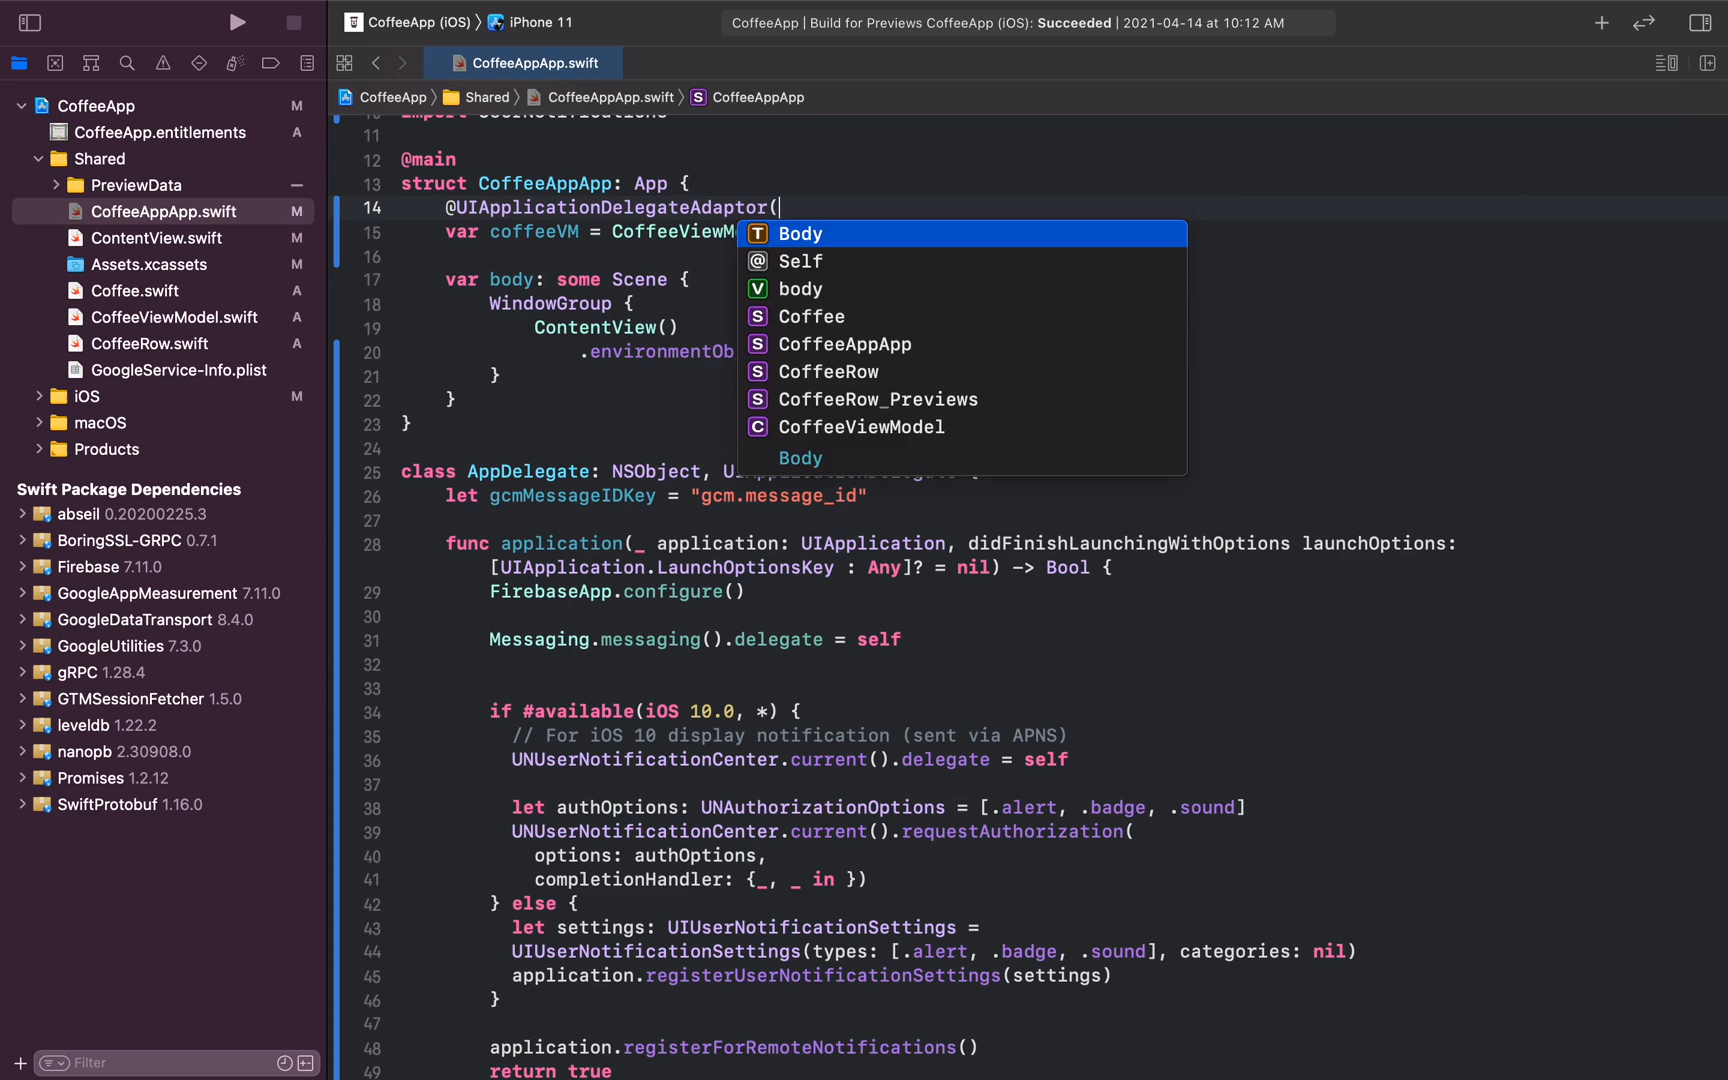 CoffeeApp (iOS) 〉 iPhone 11
CoffeeApp | Build for Previews CoffeeApp (iOS): Succeeded | 2021-04-14 at 10:12 AM
CoffeeAppApp.swift
CoffeeApp 〉 Shared 〉 CoffeeAppApp.swift 〉 S CoffeeAppApp
CoffeeApp M
CoffeeApp.entitlements A
Shared
PreviewData
CoffeeAppApp.swift M
ContentView.swift M
Assets.xcassets M
Coffee.swift A
CoffeeViewModel.swift A
CoffeeRow.swift A
GoogleService-Info.plist
iOS M
macOS
Products
Swift Package Dependencies
abseil 0.20200225.3
BoringSSL-GRPC 0.7.1
Firebase 7.11.0
GoogleAppMeasurement 7.11.0
GoogleDataTransport 8.4.0
GoogleUtilities 7.3.0
gRPC 1.28.4
GTMSessionFetcher 1.5.0
leveldb 1.22.2
nanopb 2.30908.0
Promises 1.2.12
SwiftProtobuf 1.16.0
Filter
10 import UserNotifications
11
12 @main
13 struct CoffeeAppApp: App {
14 @UIApplicationDelegateAdaptor(
15 var coffeeVM = CoffeeViewM
16
17 var body: some Scene {
18 WindowGroup {
19 ContentView()
20 .environmentOb
21 }
22 }
23 }
24
25 class AppDelegate: NSObject,
26 let gcmMessageIDKey = "gcm.message_id"
27
28 func application(_ application: UIApplication, didFinishLaunchingWithOptions launchOptions:
[UIApplication.LaunchOptionsKey : Any]? = nil) -> Bool {
29 FirebaseApp.configure()
30
31 Messaging.messaging().delegate = self
32
33
34 if #available(iOS 10.0, *) {
35 // For iOS 10 display notification (sent via APNS)
36 UNUserNotificationCenter.current().delegate = self
37
38 let authOptions: UNAuthorizationOptions = [.alert, .badge, .sound]
39 UNUserNotificationCenter.current().requestAuthorization(
40 options: authOptions,
41 completionHandler: {_, _ in })
42 } else {
43 let settings: UIUserNotificationSettings =
44 UIUserNotificationSettings(types: [.alert, .badge, .sound], categories: nil)
45 application.registerUserNotificationSettings(settings)
46 }
47
48 application.registerForRemoteNotifications()
49 return true
T Body
@ Self
V body
S Coffee
S CoffeeAppApp
S CoffeeRow
S CoffeeRow_Previews
C CoffeeViewModel
Body